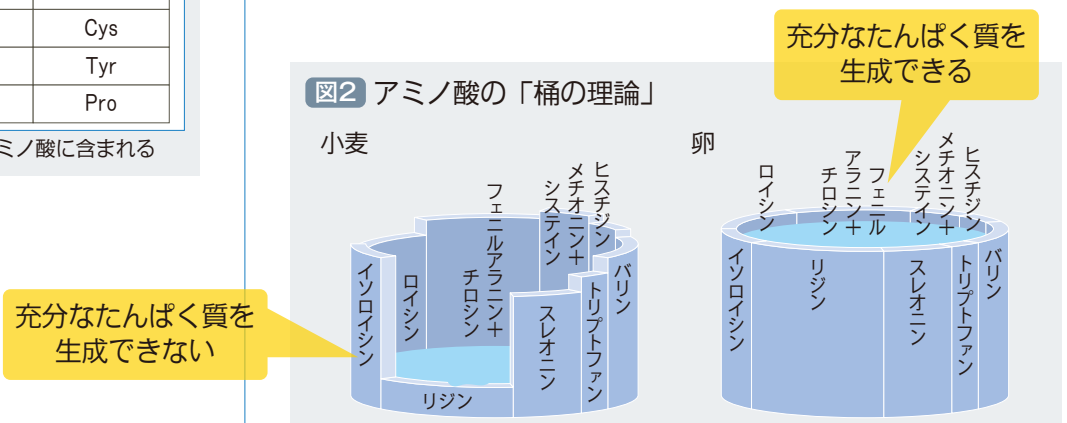 Cys
Tyr
Pro
ミノ酸に含まれる
図2 アミノ酸の「桶の理論」
小麦
イソロイシン
ロイシン
フェニルアラニン＋
チロシン
メチオニン＋
システイン
ヒスチジン
バリン
トリプトファン
スレオニン
リジン
充分なたんぱく質を
生成できない
卵
ロイシン
フェニル
アラニン＋
チロシン
メチオニン＋
システイン
ヒスチジン
イソロイシン
リジン
スレオニン
トリプトファン
バリン
充分なたんぱく質を
生成できる